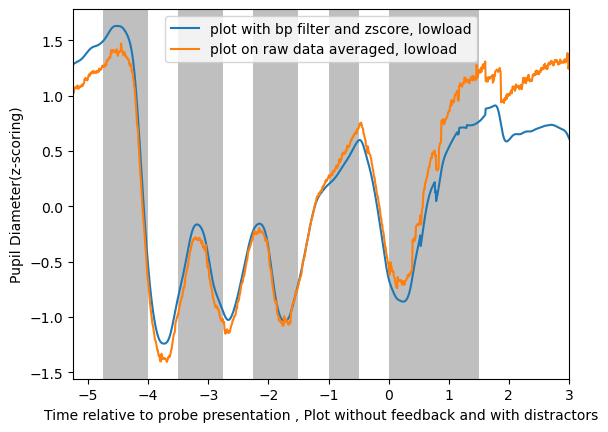 plot with bp filter and zscore, lowload
plot on raw data averaged, lowload
Pupil Diameter(z-scoring)
1.5
1.0
0.5
0.0
−0.5
−1.0
−1.5
−5 −4 −3 −2 −1 0 1 2 3
Time relative to probe presentation , Plot without feedback and with distractors